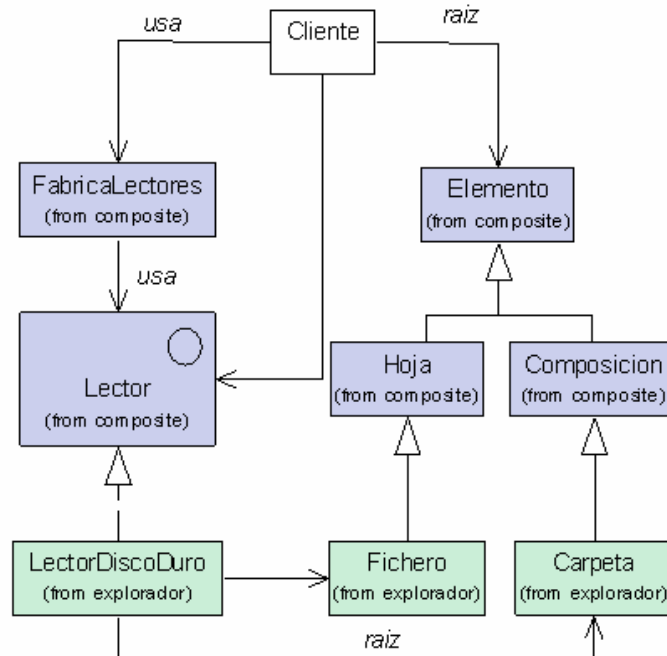 usa
Cliente
raiz
FabricaLectores
(from composite)
Elemento
(from composite)
usa
Lector
(from composite)
Hoja
(from composite)
Composicion
(from composite)
LectorDiscoDuro
(from explorador)
Fichero
(from explorador)
Carpeta
(from explorador)
raiz